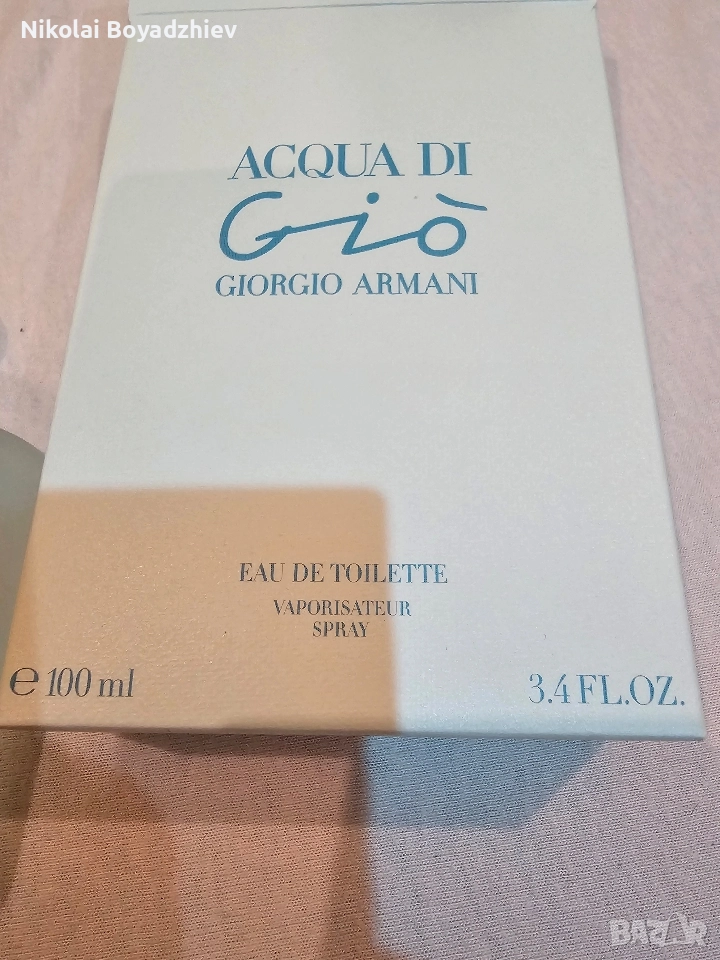 Nikolai Boyadzhiev
ACQUA DI
Giò
GIORGIO ARMANI
EAU DE TOILETTE
VAPORISATEUR
SPRAY
℮ 100 ml
3.4 FL.OZ.
BAZAR